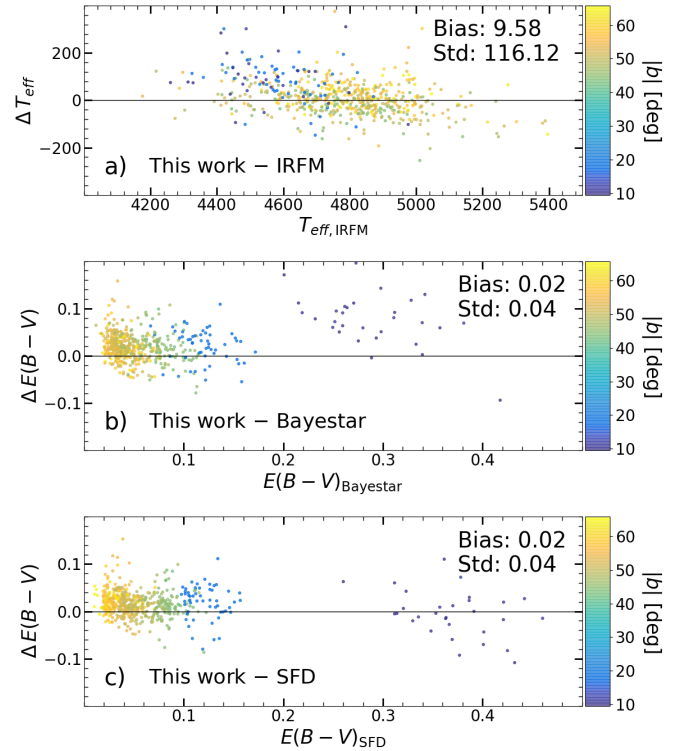 200
0
−200
Δ T_eff
Bias: 9.58
Std: 116.12
a) This work − IRFM
4200 4400 4600 4800 5000 5200 5400
T_eff, IRFM
60
50
40
30
20
10
|b| [deg]
0.1
0.0
−0.1
Δ E(B − V)
Bias: 0.02
Std: 0.04
b) This work − Bayestar
0.1 0.2 0.3 0.4
E(B − V)_Bayestar
60
50
40
30
20
10
|b| [deg]
0.1
0.0
−0.1
Δ E(B − V)
Bias: 0.02
Std: 0.04
c) This work − SFD
0.1 0.2 0.3 0.4
E(B − V)_SFD
60
50
40
30
20
10
|b| [deg]